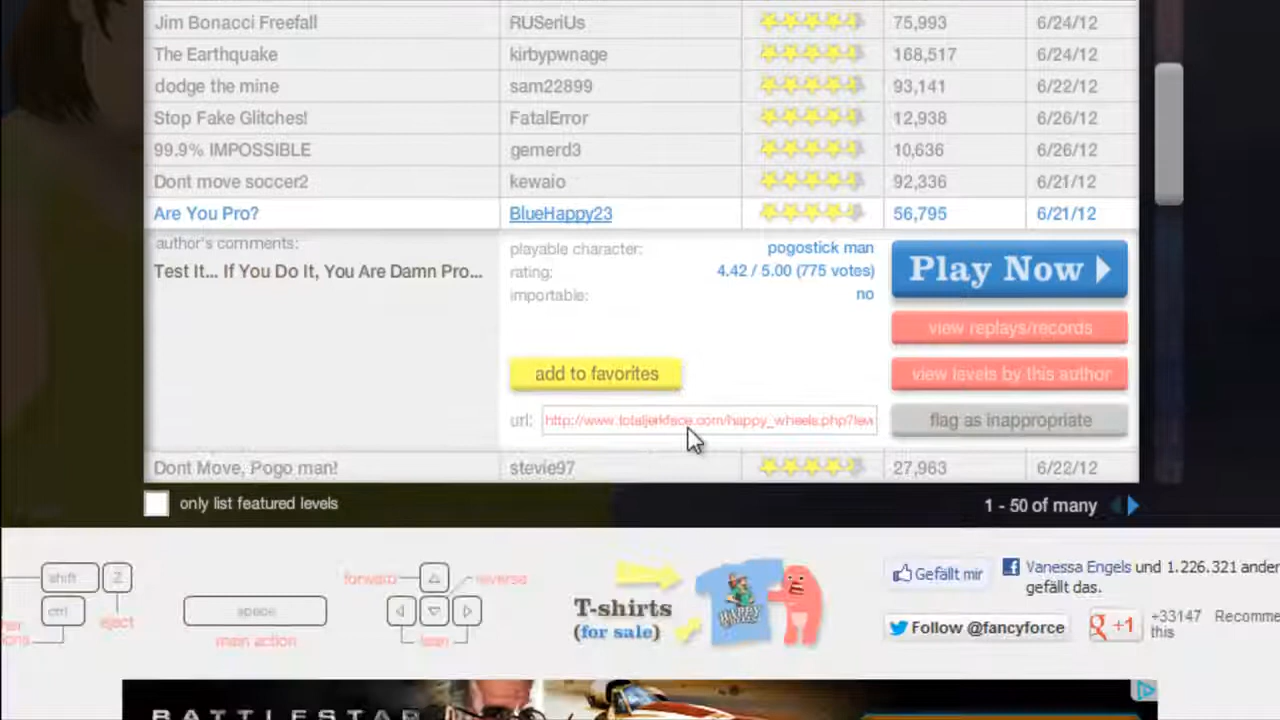 Jim Bonacci Freefall RUSeriUs 75,993 6/24/12
The Earthquake kirbypwnage 168,517 6/24/12
dodge the mine sam22899 93,141 6/22/12
Stop Fake Glitches! FatalError 12,938 6/26/12
99.9% IMPOSSIBLE gemerd3 10,636 6/26/12
Dont move soccer2 kewaio 92,336 6/21/12
Are You Pro? BlueHappy23 56,795 6/21/12
author's comments:
Test It... If You Do It, You Are Damn Pro...
playable character: pogostick man
rating: 4.42 / 5.00 (775 votes)
importable: no
add to favorites
url: http://www.totaljerkface.com/happy_wheels.php?lev
Play Now
view replays/records
view levels by this author
flag as inappropriate
Dont Move, Pogo man! stevie97 27,963 6/22/12
only list featured levels
1 - 50 of many
shift Z
ctrl
eject
space
main action
forward reverse
lean
T-shirts
(for sale)
HAPPY
Gefällt mir
Vanessa Engels und 1.226.321 ander
gefällt das.
Follow @fancyforce
+1
+33147 Recomme
this
BATTLESTAR